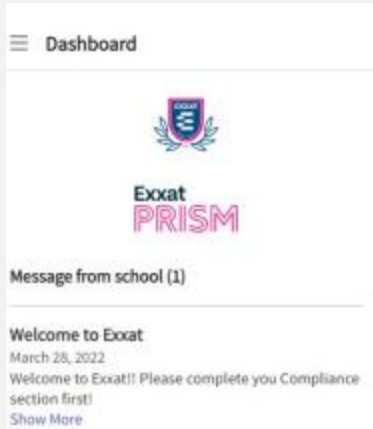 Dashboard
EXXAT
Exxat
PRISM
Message from school (1)
Welcome to Exxat
March 28, 2022
Welcome to Exxat!! Please complete you Compliance
section first!
Show More